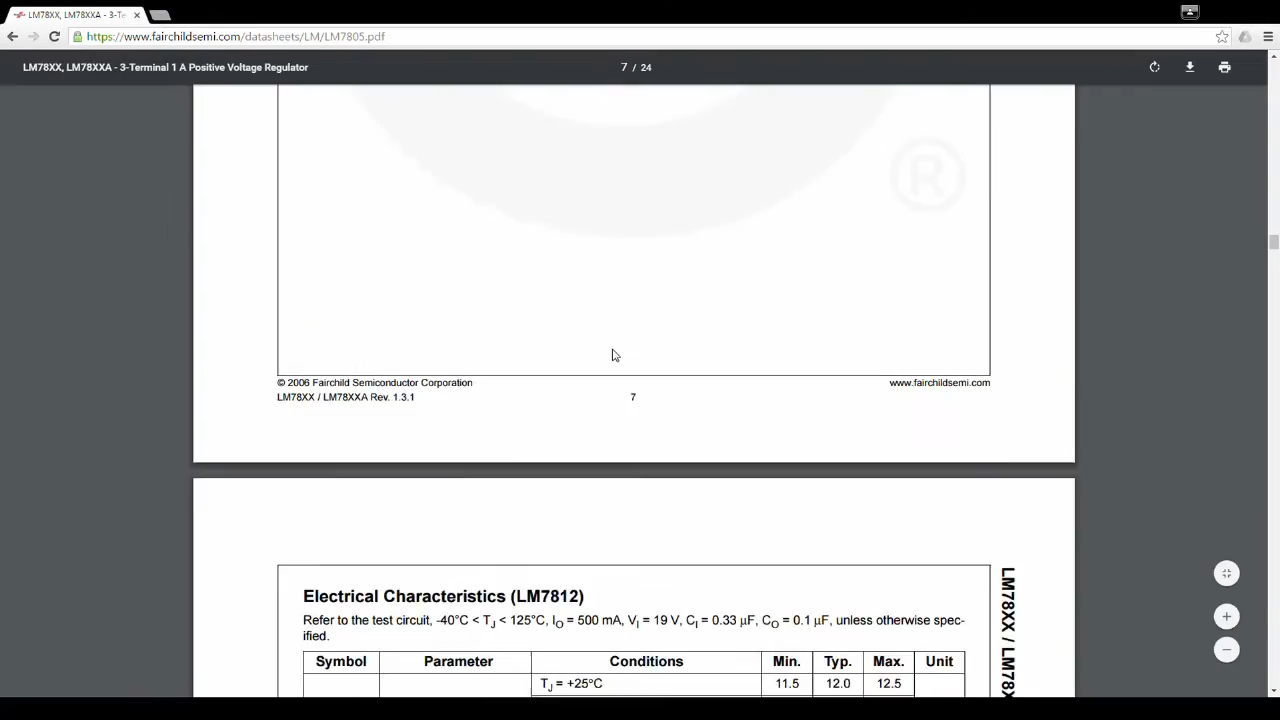 LM78XX, LM78XXA - 3-Te
https://www.fairchildsemi.com/datasheets/LM/LM7805.pdf
LM78XX, LM78XXA - 3-Terminal 1 A Positive Voltage Regulator
7 / 24
®
© 2006 Fairchild Semiconductor Corporation
www.fairchildsemi.com
LM78XX / LM78XXA Rev. 1.3.1
7
Electrical Characteristics (LM7812)
Refer to the test circuit, -40°C < TJ < 125°C, IO = 500 mA, VI = 19 V, CI = 0.33 μF, CO = 0.1 μF, unless otherwise spec-
ified.
Symbol Parameter Conditions Min. Typ. Max. Unit
TJ = +25°C 11.5 12.0 12.5
LM78XX / LM78X